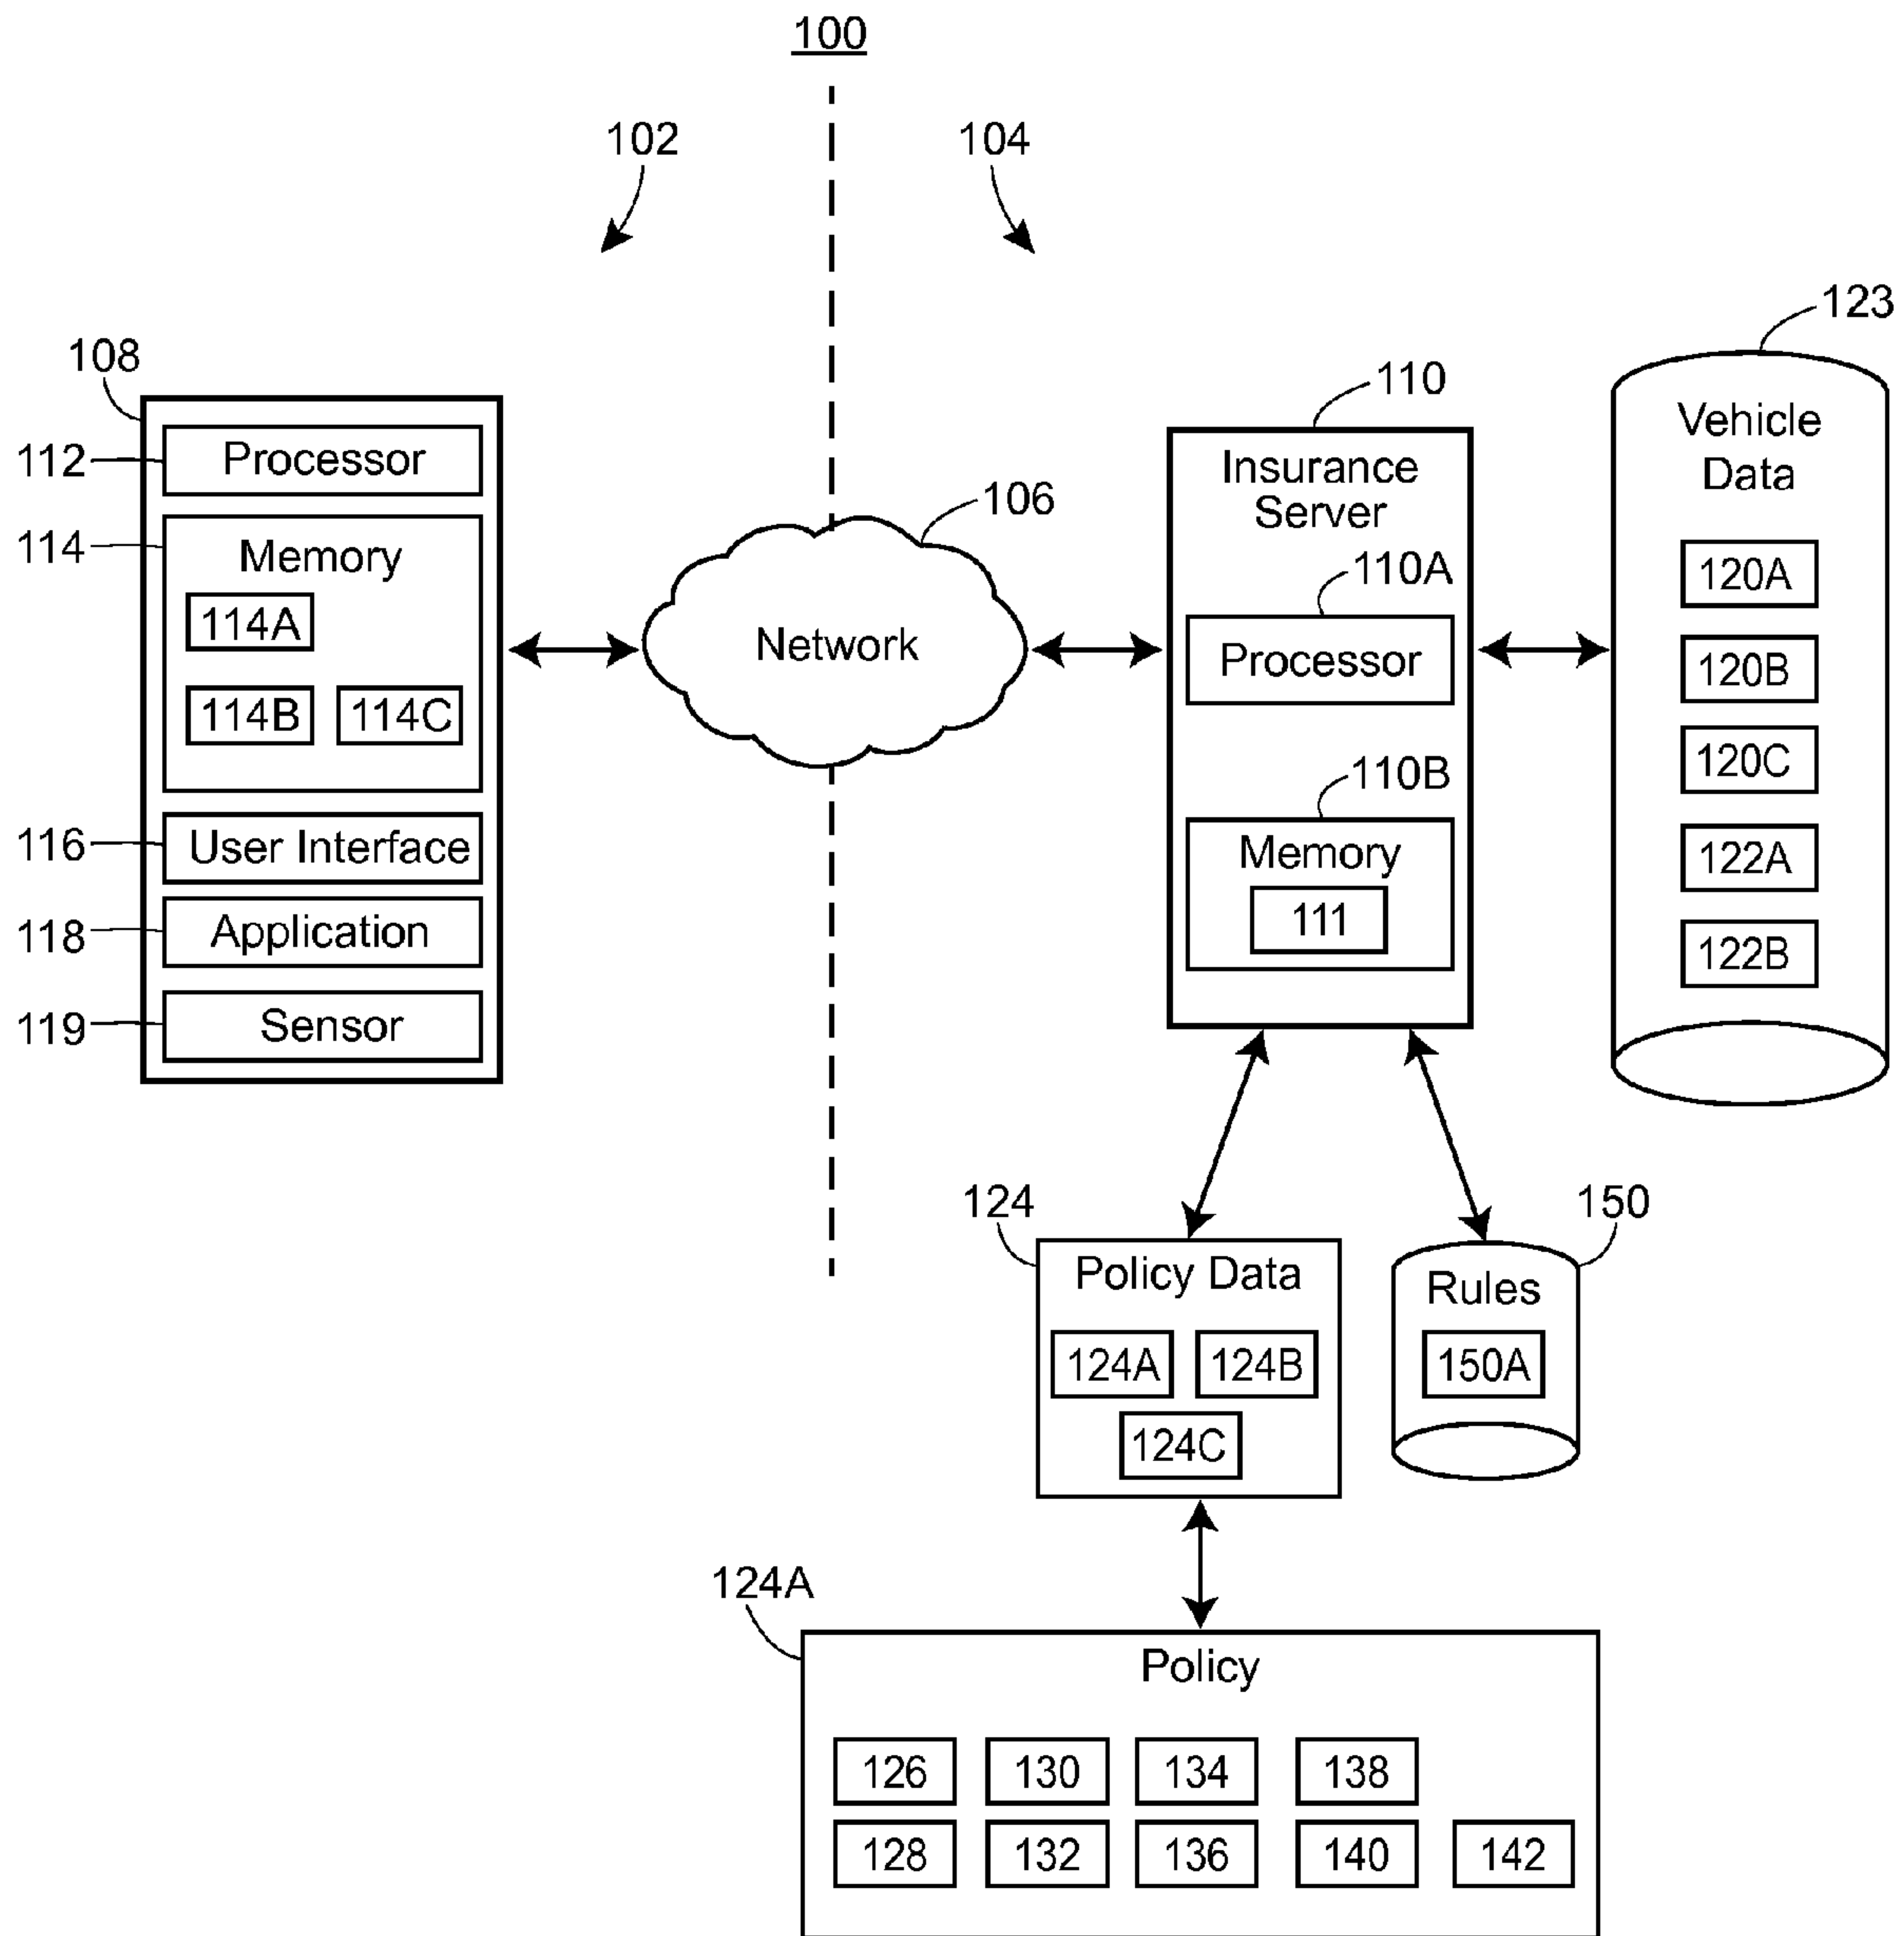 100
102
104
123
108
110
Vehicle
Data
112
Processor
Insurance
Server
106
114
Memory
110A
120A
114A
Network
Processor
120B
114B
114C
120C
110B
116
User Interface
Memory
122A
111
118
Application
122B
119
Sensor
124
150
Policy Data
Rules
124A
124B
150A
124C
124A
Policy
126
130
134
138
128
132
136
140
142